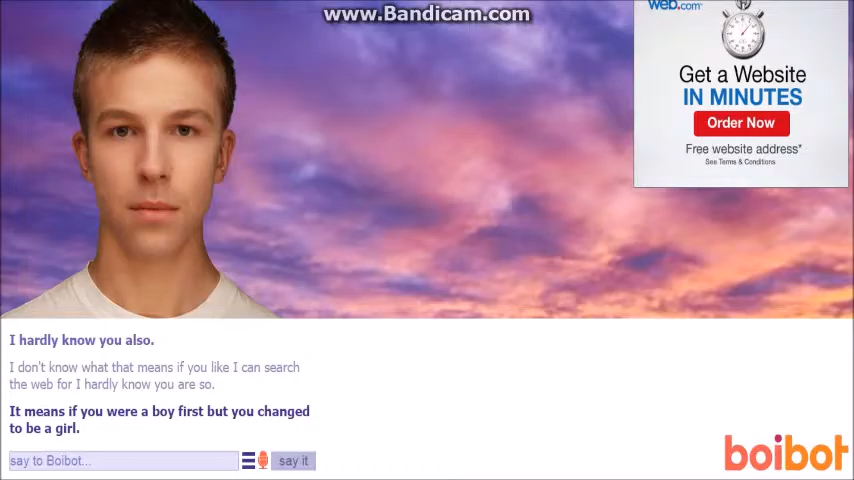 www.Bandicam.com
web.com
Get a Website
IN MINUTES
Order Now
Free website address*
See Terms & Conditions
I hardly know you also.
I don't know what that means if you like I can search
the web for I hardly know you are so.
It means if you were a boy first but you changed
to be a girl.
say to Boibot...
say it
boibot